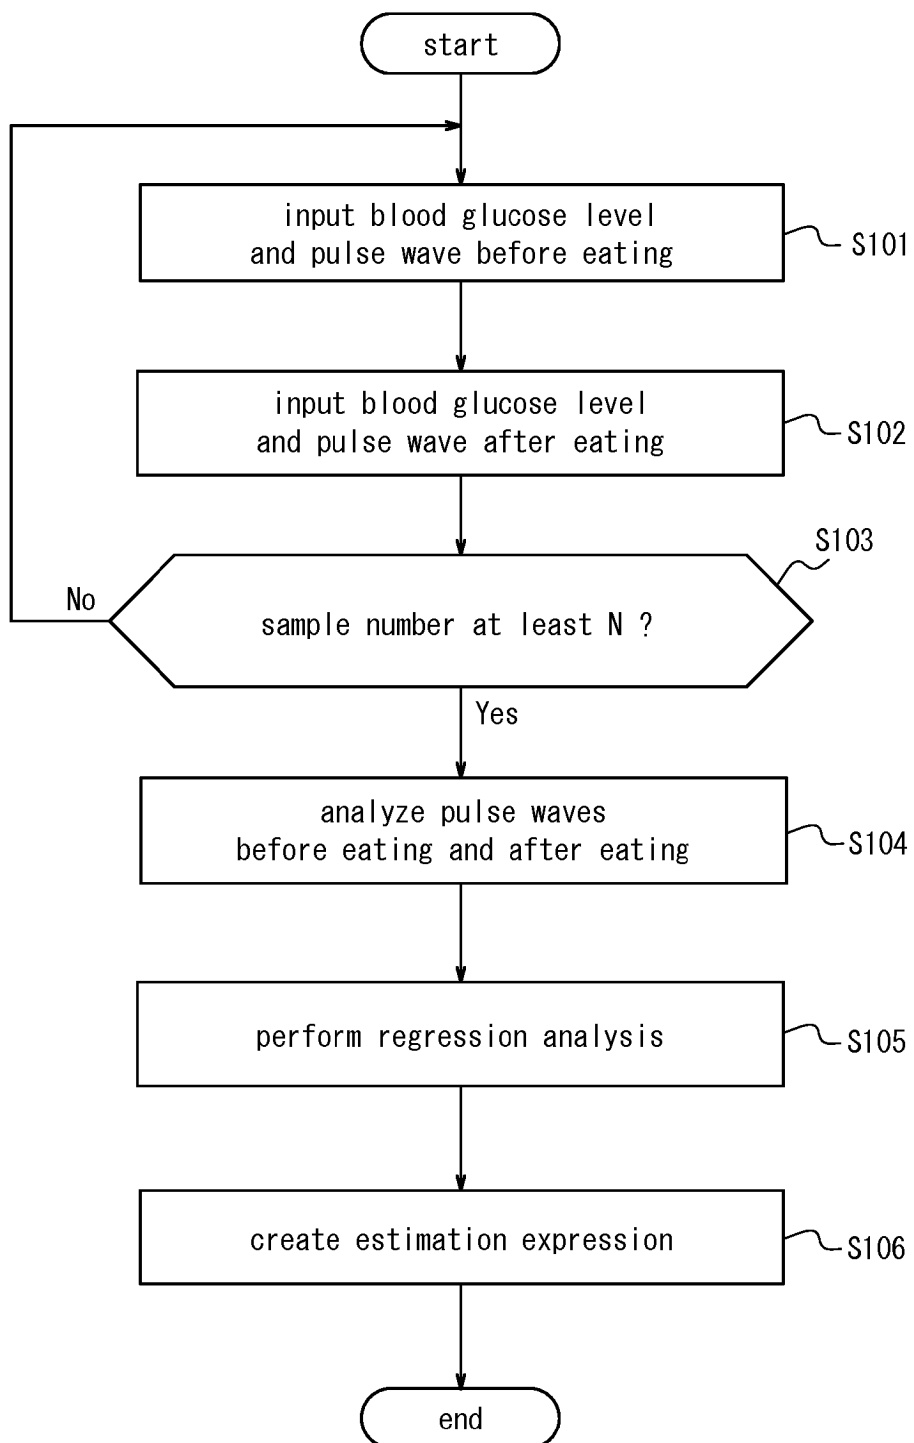 start
input blood glucose level
and pulse wave before eating
S101
input blood glucose level
and pulse wave after eating
S102
S103
No
sample number at least N ?
Yes
analyze pulse waves
before eating and after eating
S104
perform regression analysis
S105
create estimation expression
S106
end